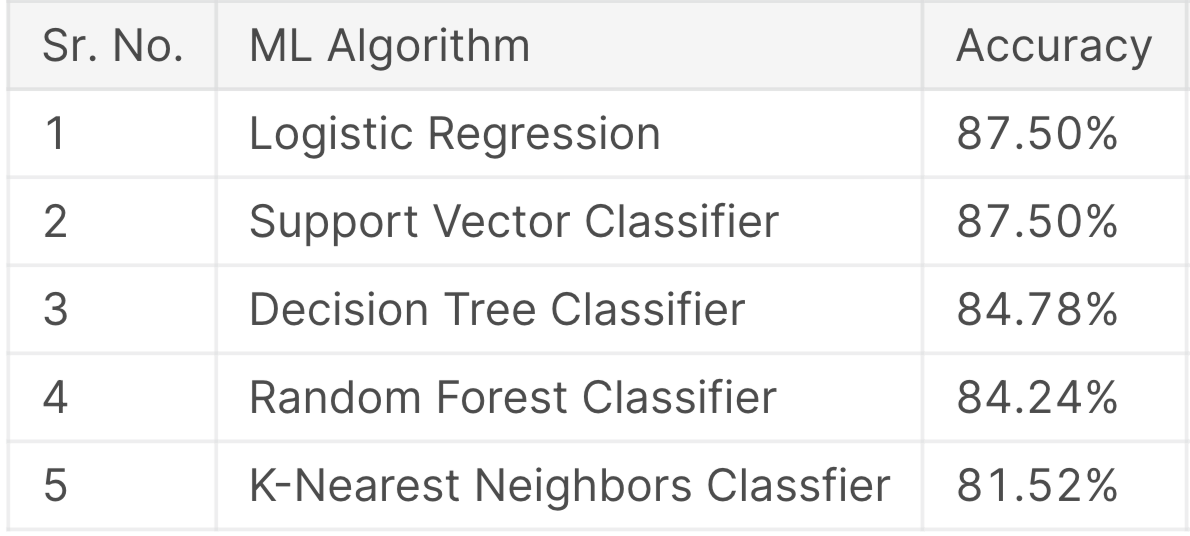 Sr. No. ML Algorithm Accuracy
1 Logistic Regression 87.50%
2 Support Vector Classifier 87.50%
3 Decision Tree Classifier 84.78%
4 Random Forest Classifier 84.24%
5 K-Nearest Neighbors Classfier 81.52%